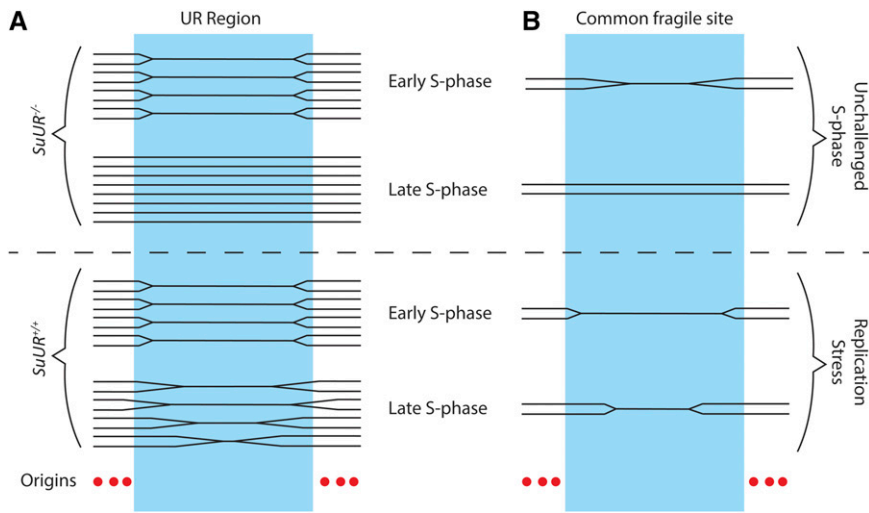 A
UR Region
B
Common fragile site
SuUR-/-
Early S-phase
Late S-phase
Unchallenged
S-phase
SuUR+/+
Early S-phase
Late S-phase
Replication
Stress
Origins